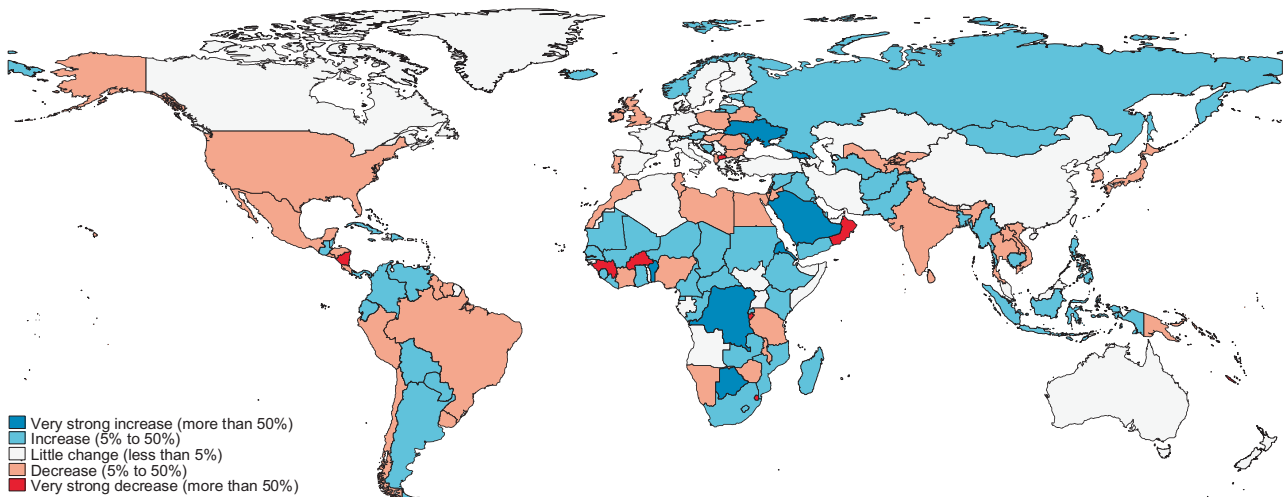 Very strong increase (more than 50%)
Increase (5% to 50%)
Little change (less than 5%)
Decrease (5% to 50%)
Very strong decrease (more than 50%)